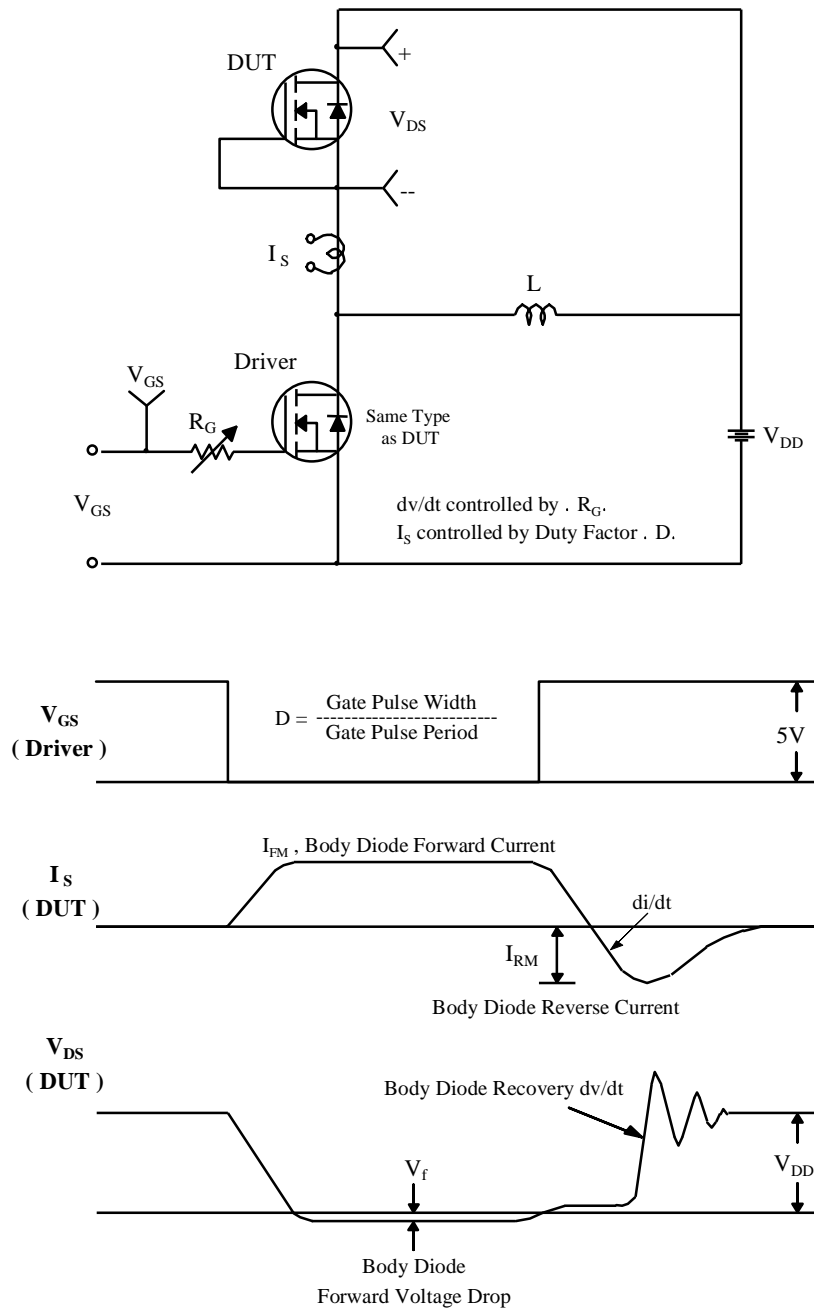 DUT
+
V_DS
--
I_S
L
Driver
V_GS
R_G
Same Type
as DUT
V_DD
V_GS
dv/dt controlled by . R_G.
I_S controlled by Duty Factor . D.
V_GS
( Driver )
D = Gate Pulse Width
--------------------------
Gate Pulse Period
5V
I_FM , Body Diode Forward Current
I_S
( DUT )
di/dt
I_RM
Body Diode Reverse Current
V_DS
( DUT )
Body Diode Recovery dv/dt
V_f
V_DD
Body Diode
Forward Voltage Drop